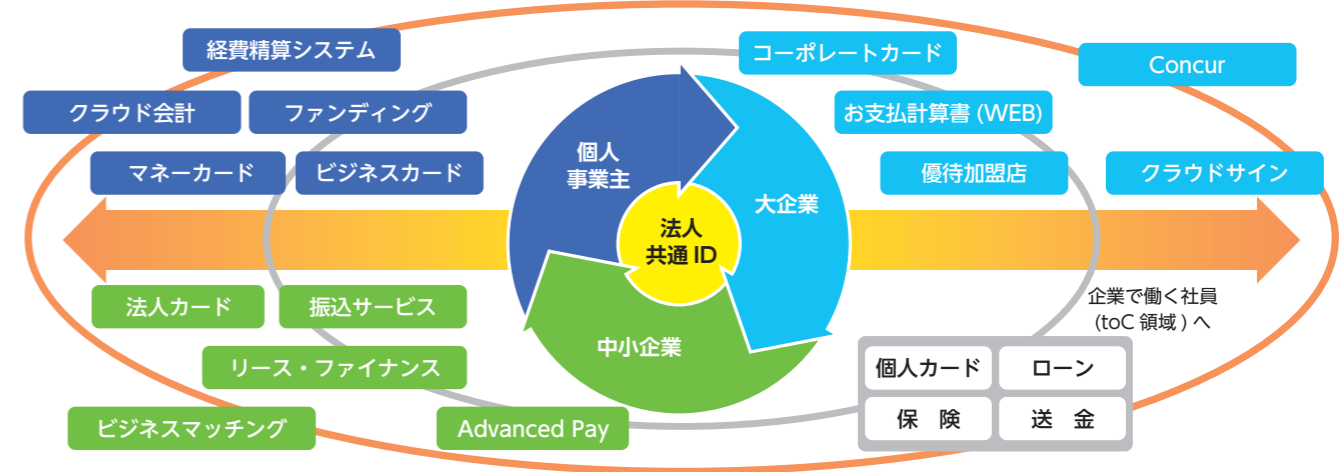 経費精算システム
コーポレートカード
Concur
クラウド会計
ファンディング
お支払計算書 (WEB)
マネーカード
ビジネスカード
優待加盟店
クラウドサイン
個人
事業主
大企業
法人
共通 ID
中小企業
法人カード
振込サービス
リース・ファイナンス
ビジネスマッチング
Advanced Pay
企業で働く社員
(toC 領域 ) へ
個人カード
ローン
保　険
送　金